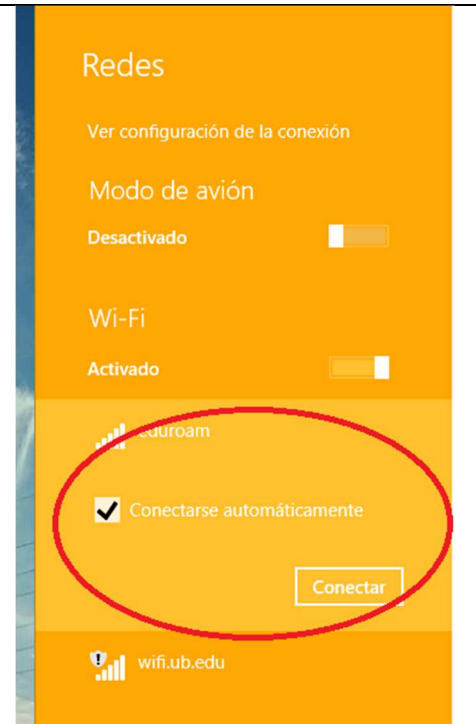 Redes
Ver configuración de la conexión
Modo de avión
Desactivado
Wi-Fi
Activado
eduroam
Conectarse automáticamente
Conectar
wifi.ub.edu